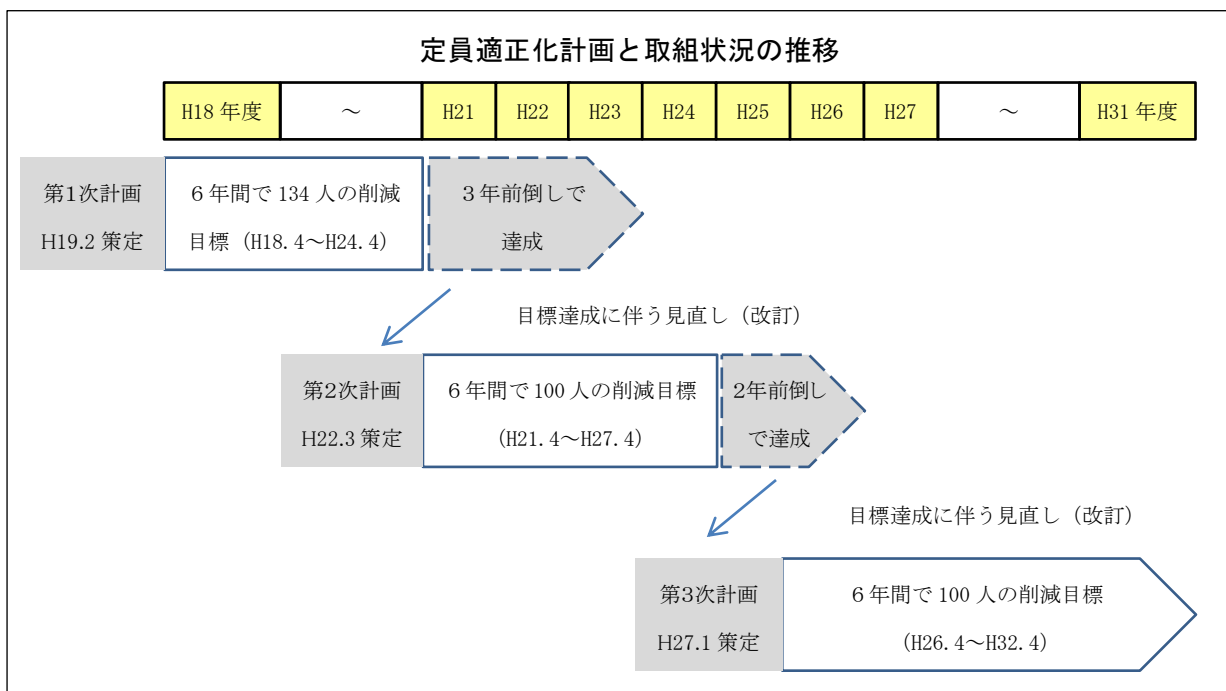 定員適正化計画と取組状況の推移
H18 年度 ～ H21 H22 H23 H24 H25 H26 H27 ～ H31 年度
第1次計画
H19.2 策定
６年間で 134 人の削減
目標（H18.4～H24.4）
３年前倒しで
達成
目標達成に伴う見直し（改訂）
第2次計画
H22.3 策定
６年間で 100 人の削減目標
（H21.4～H27.4）
2年前倒し
で達成
目標達成に伴う見直し（改訂）
第3次計画
H27.1 策定
６年間で 100 人の削減目標
（H26.4～H32.4）